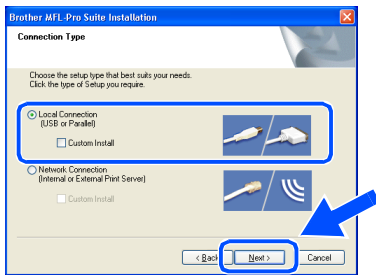 Brother MFL-Pro Suite Installation
Connection Type
Choose the setup type that best suits your needs.
Click the type of Setup you require.
Local Connection
(USB or Parallel)
Custom Install
Network Connection
(Internal or External Print Server)
Custom Install
< Back Next > Cancel